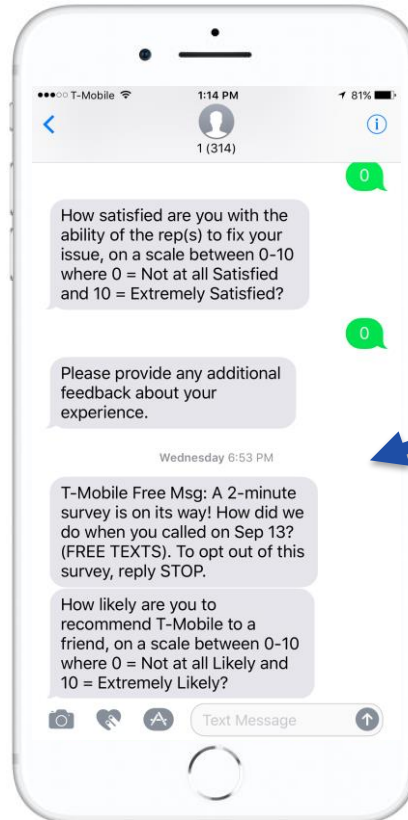 T-Mobile
1:14 PM
81%
1 (314)
0
How satisfied are you with the
ability of the rep(s) to fix your
issue, on a scale between 0-10
where 0 = Not at all Satisfied
and 10 = Extremely Satisfied?
0
Please provide any additional
feedback about your
experience.
Wednesday 6:53 PM
T-Mobile Free Msg: A 2-minute
survey is on its way! How did we
do when you called on Sep 13?
(FREE TEXTS). To opt out of this
survey, reply STOP.
How likely are you to
recommend T-Mobile to a
friend, on a scale between 0-10
where 0 = Not at all Likely and
10 = Extremely Likely?
Text Message